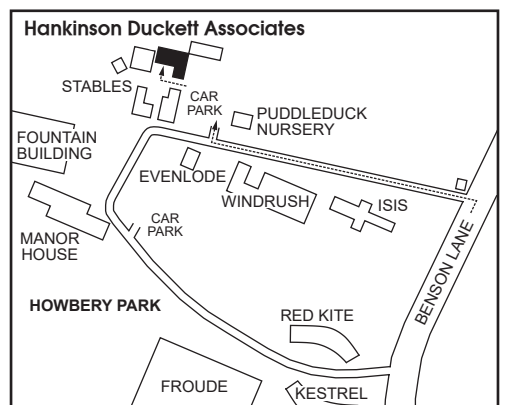 Hankinson Duckett Associates
STABLES
CAR
PARK
PUDDLEDUCK
NURSERY
FOUNTAIN
BUILDING
EVENLODE
WINDRUSH
ISIS
CAR
PARK
MANOR
HOUSE
BENSON LANE
HOWBERY PARK
RED KITE
FROUDE
KESTREL